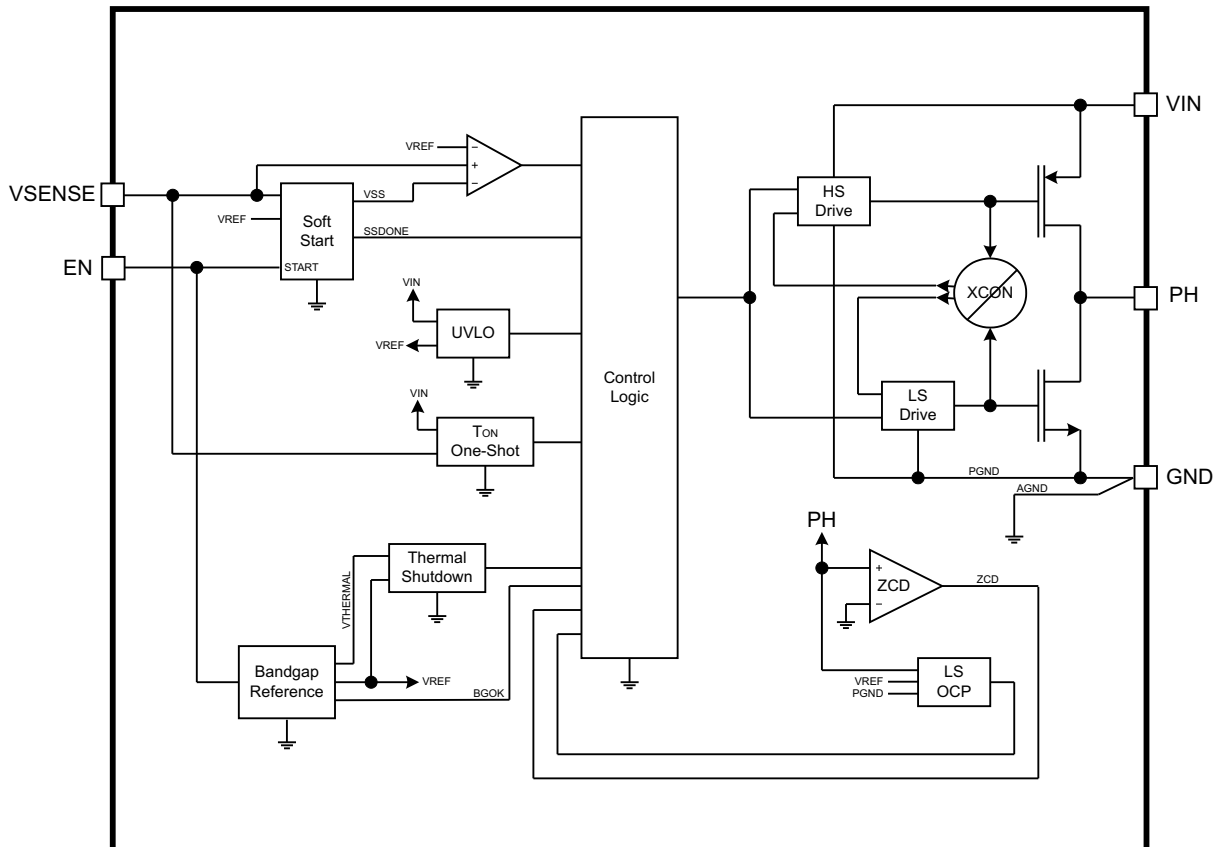 VIN
VREF
−
+
−
VSENSE
VSS
HS
Drive
VREF
Soft
Start
SSDONE
EN
START
VIN
XCON
PH
UVLO
VREF
Control
Logic
VIN
LS
Drive
TON
One-Shot
PGND
GND
AGND
PH
Thermal
Shutdown
+
ZCD
−
ZCD
VTHERMAL
Bandgap
Reference
VREF
BGOK
LS
OCP
VREF
PGND